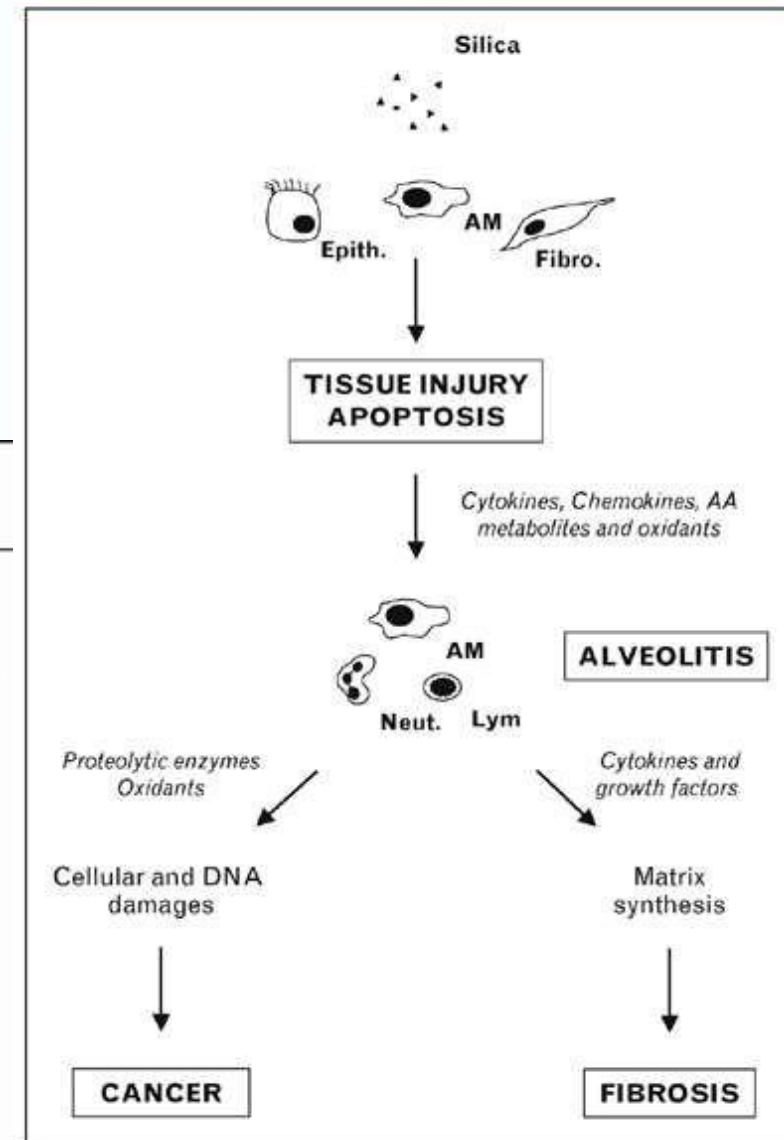 Silica
AM
Epith.
Fibro.
TISSUE INJURY
APOPTOSIS
Cytokines, Chemokines, AA
metabolites and oxidants
AM
ALVEOLITIS
Neut.
Lym
Proteolytic enzymes
Oxidants
Cytokines and
growth factors
Cellular and DNA
damages
Matrix
synthesis
CANCER
FIBROSIS